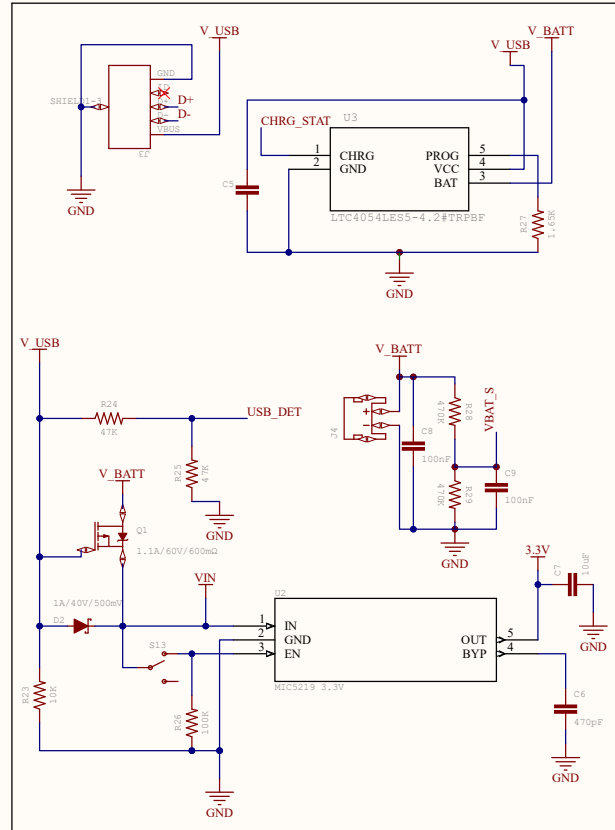 V_USB
GND
ID
D+
D-
VBUS
SHIELD1-3
D+
D-
GND
V_BATT
V_USB
CHRG_STAT
U3
1
2
CHRG
GND
PROG
VCC
BAT
5
4
3
LTC4054LES5-4.2#TRPBF
C5
R27
1.65K
GND
V_USB
R24
47K
USB_DET
R25
47K
GND
V_BATT
Q1
1.1A/60V/600mΩ
1A/40V/500mV
D2
VIN
S13
R23
10K
R26
100K
GND
V_BATT
J4
+
-
C8
100nF
R28
470K
R29
470K
VBAT_S
C9
100nF
GND
U2
1
2
3
IN
GND
EN
OUT
BYP
5
4
MIC5219 3.3V
3.3V
C7
10uF
GND
C6
470pF
GND